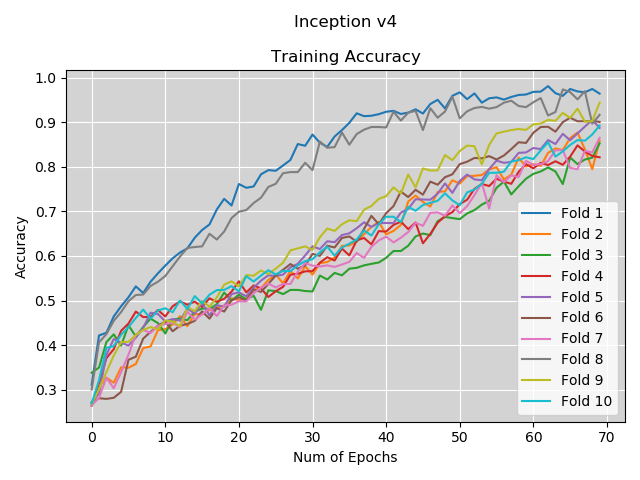 Inception v4
Training Accuracy
1.0
0.9
0.8
0.7
0.6
0.5
0.4
0.3
Accuracy
0 10 20 30 40 50 60 70
Num of Epochs
Fold 1
Fold 2
Fold 3
Fold 4
Fold 5
Fold 6
Fold 7
Fold 8
Fold 9
Fold 10